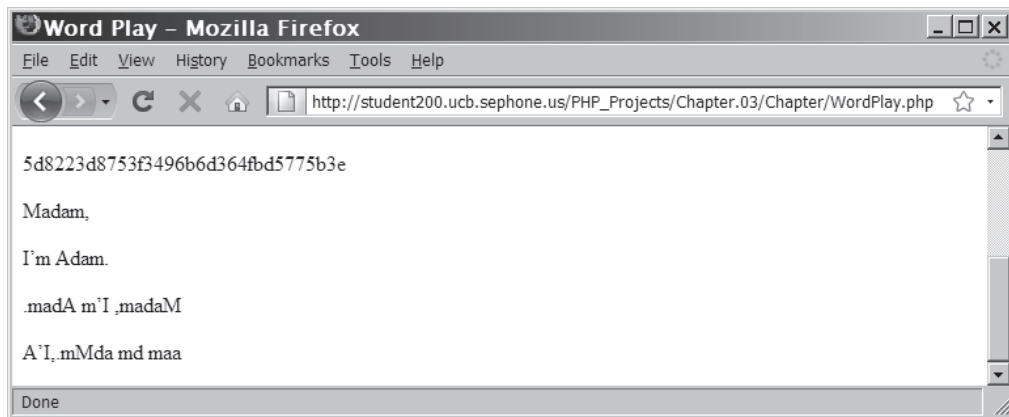 Word Play – Mozilla Firefox
File Edit View History Bookmarks Tools Help
http://student200.ucb.sephone.us/PHP_Projects/Chapter.03/Chapter/WordPlay.php
5d8223d8753f3496b6d364fbd5775b3e
Madam,
I’m Adam.
.madA m’I ,madaM
A’I,.mMda md maa
Done